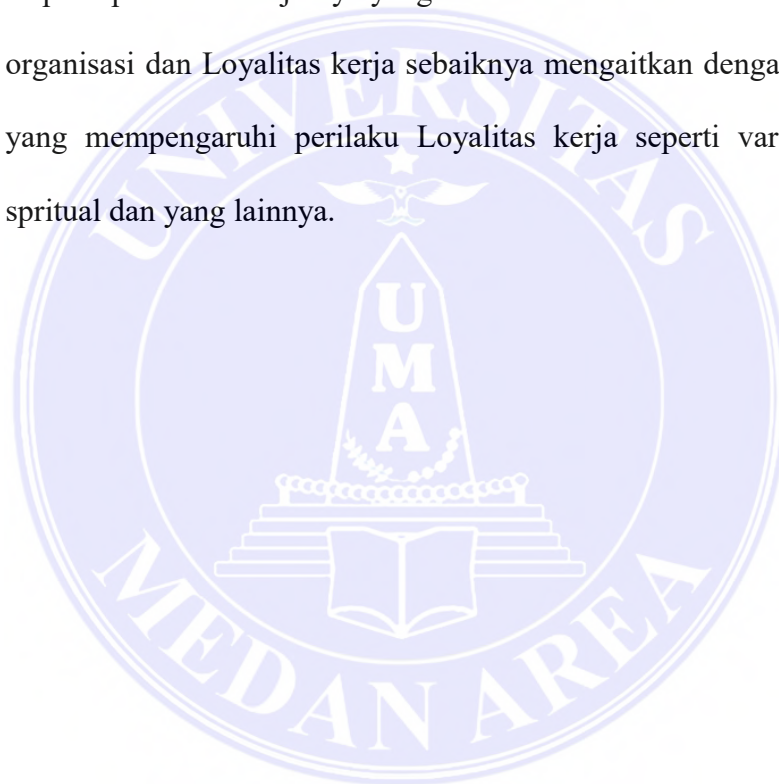 organisasi dan Loyalitas kerja sebaiknya mengaitkan denga
yang mempengaruhi perilaku Loyalitas kerja seperti var
spritual dan yang lainnya.
UNIVERSITAS
UMA
MEDAN AREA